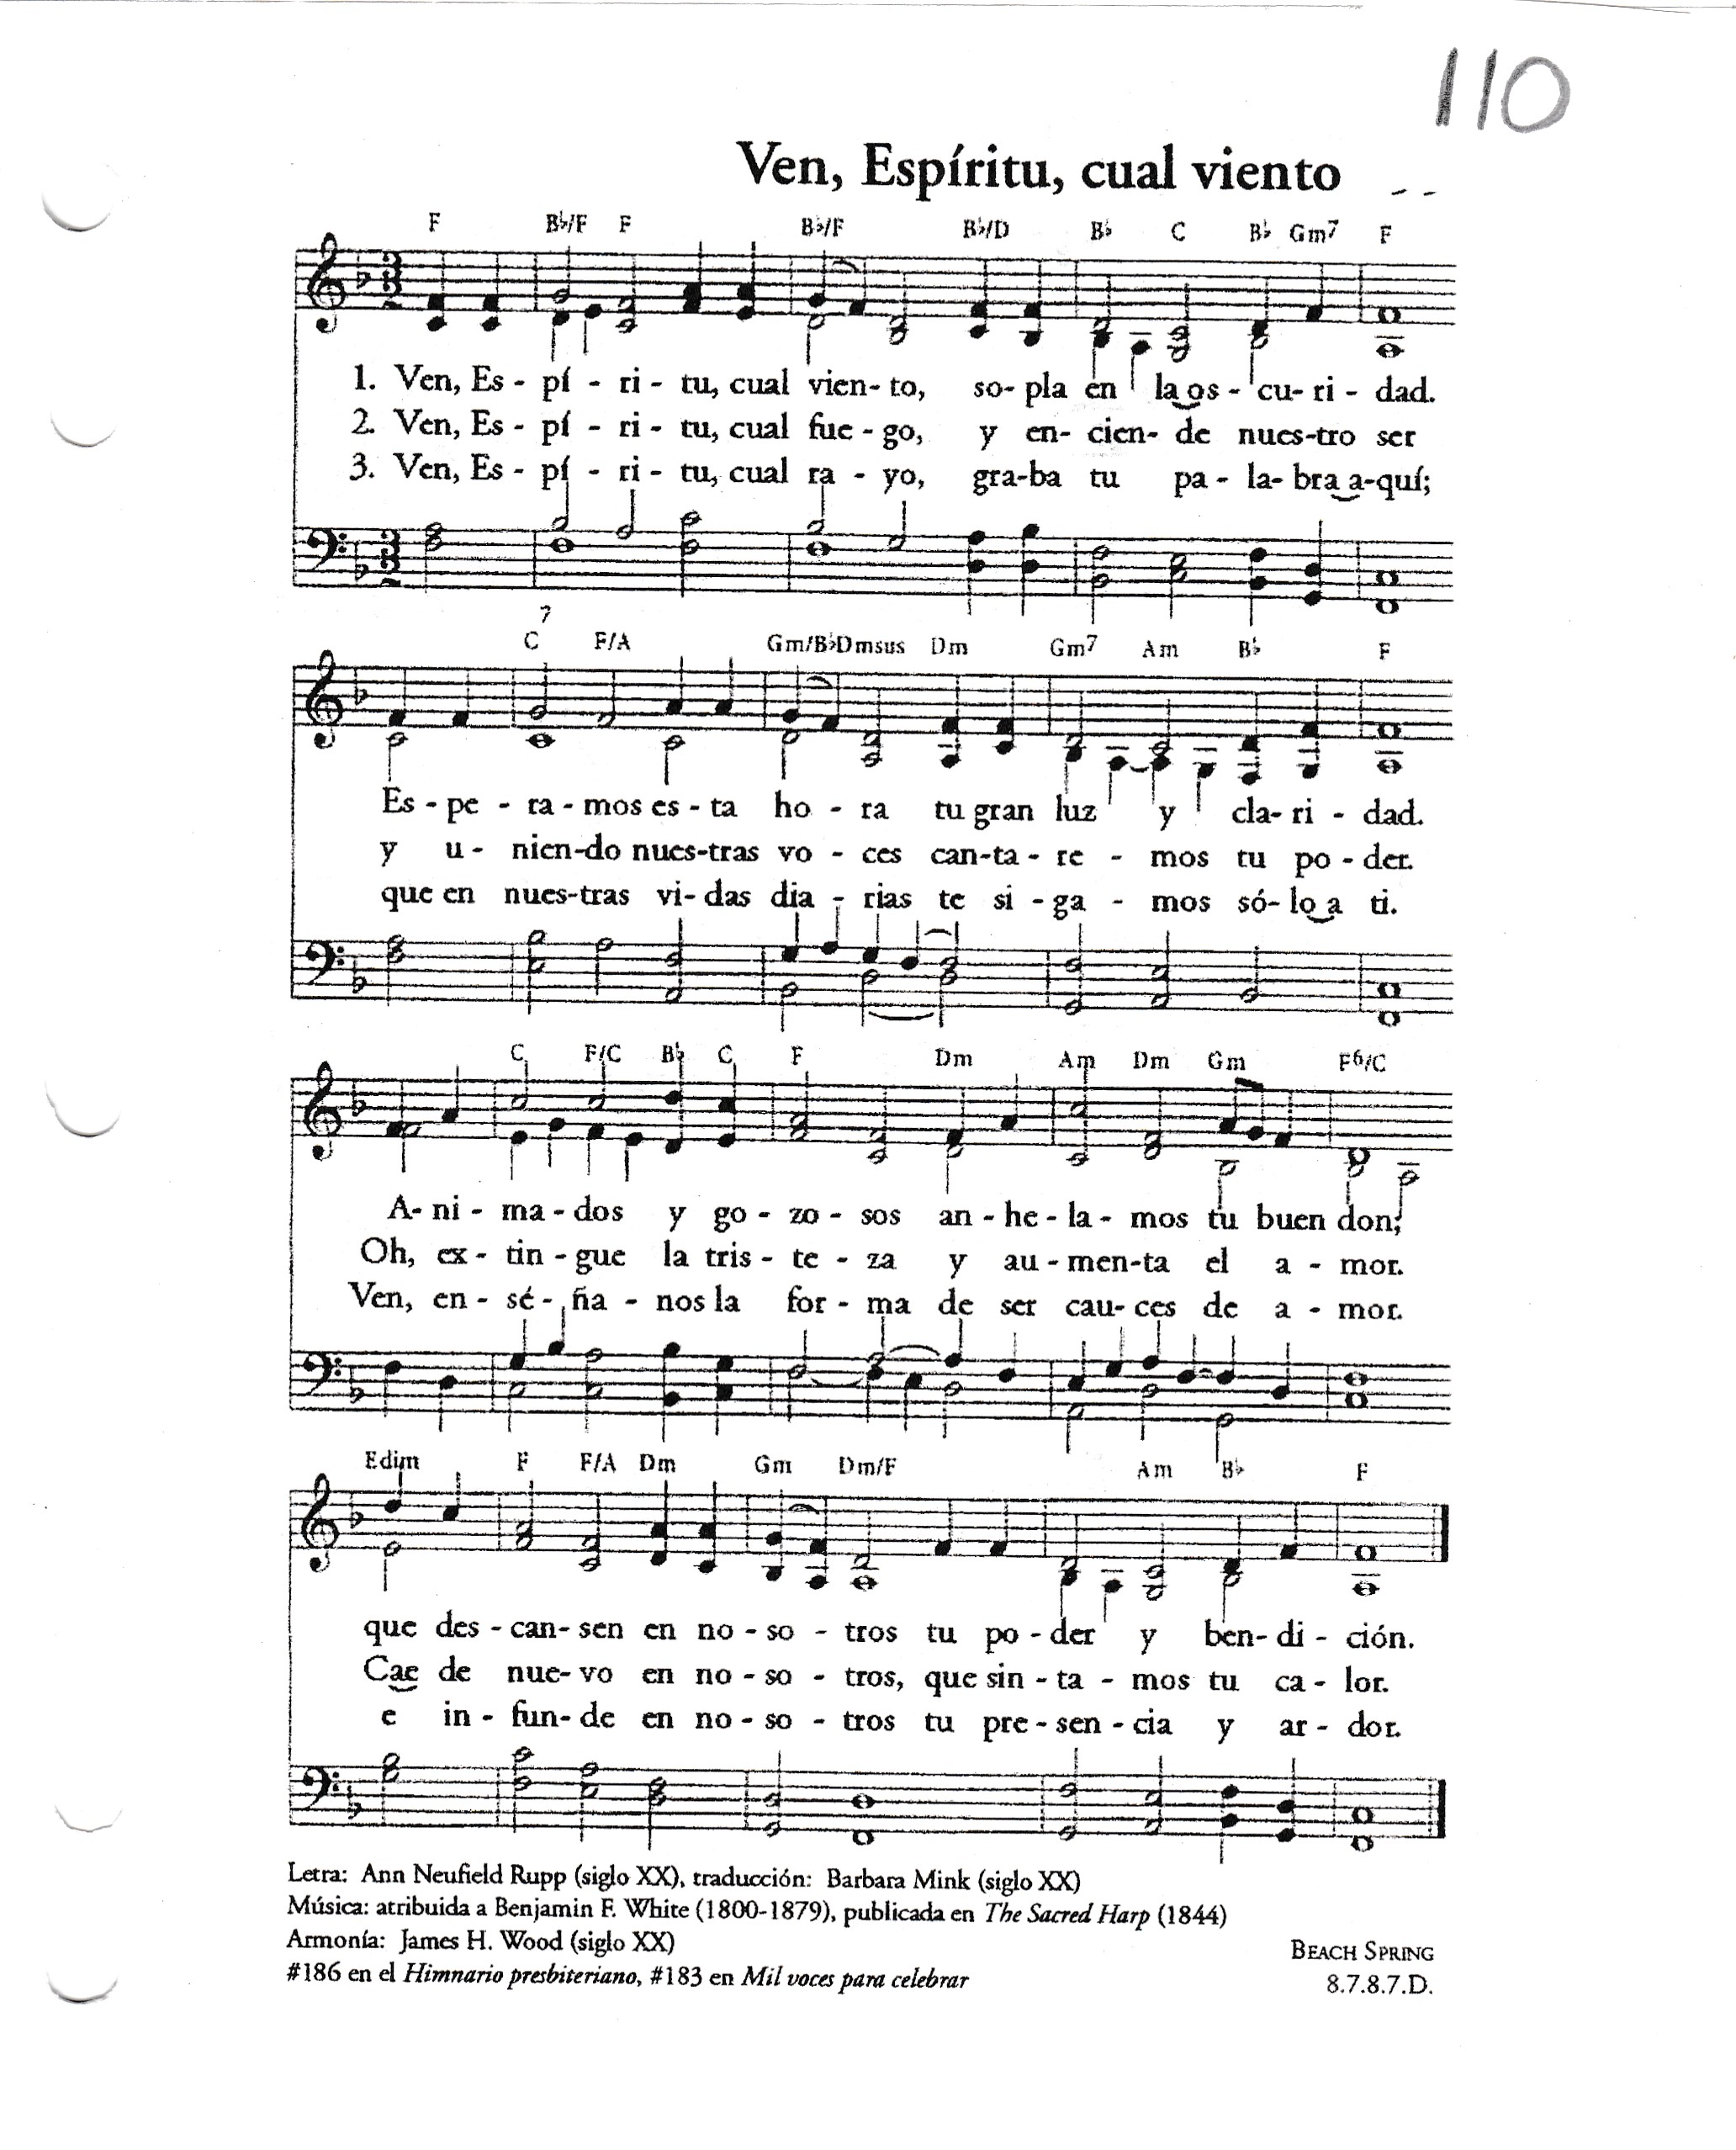 110
Ven, Espíritu, cual viento
F B♭/F F B♭/F B♭/D B♭ C B♭ Gm7 F
1. Ven, Es - pí - ri - tu, cual vien- to, so- pla en la os - cu- ri - dad.
2. Ven, Es - pí - ri - tu, cual fue - go, y en- cien- de nues-tro ser
3. Ven, Es - pí - ri - tu, cual ra - yo, gra-ba tu pa - la- bra a-quí;
7
C F/A Gm/B♭ Dmsus Dm Gm7 Am B♭ F
Es - pe - ra - mos es - ta ho - ra tu gran luz y cla- ri - dad.
y u - nien-do nues-tras vo - ces can-ta - re - mos tu po - der.
que en nues-tras vi- das dia - rias te si - ga - mos só- lo a ti.
C F/C B♭ C F Dm Am Dm Gm F6/C
A- ni - ma - dos y go - zo - sos an - he - la - mos tu buen don;
Oh, ex - tin - gue la tris - te - za y au - men-ta el a - mor.
Ven, en - sé - ña - nos la for - ma de ser cau- ces de a - mor.
Edim F F/A Dm Gm Dm/F Am B♭ F
que des - can- sen en no - so - tros tu po - der y ben- di - ción.
Cae de nue- vo en no - so - tros, que sin - ta - mos tu ca - lor.
e in - fun- de en no - so - tros tu pre - sen - cia y ar - dor.
Letra: Ann Neufield Rupp (siglo XX), traducción: Barbara Mink (siglo XX)
Música: atribuida a Benjamin F. White (1800-1879), publicada en The Sacred Harp (1844)
Armonía: James H. Wood (siglo XX)
BEACH SPRING
#186 en el Himnario presbiteriano, #183 en Mil voces para celebrar
8.7.8.7.D.